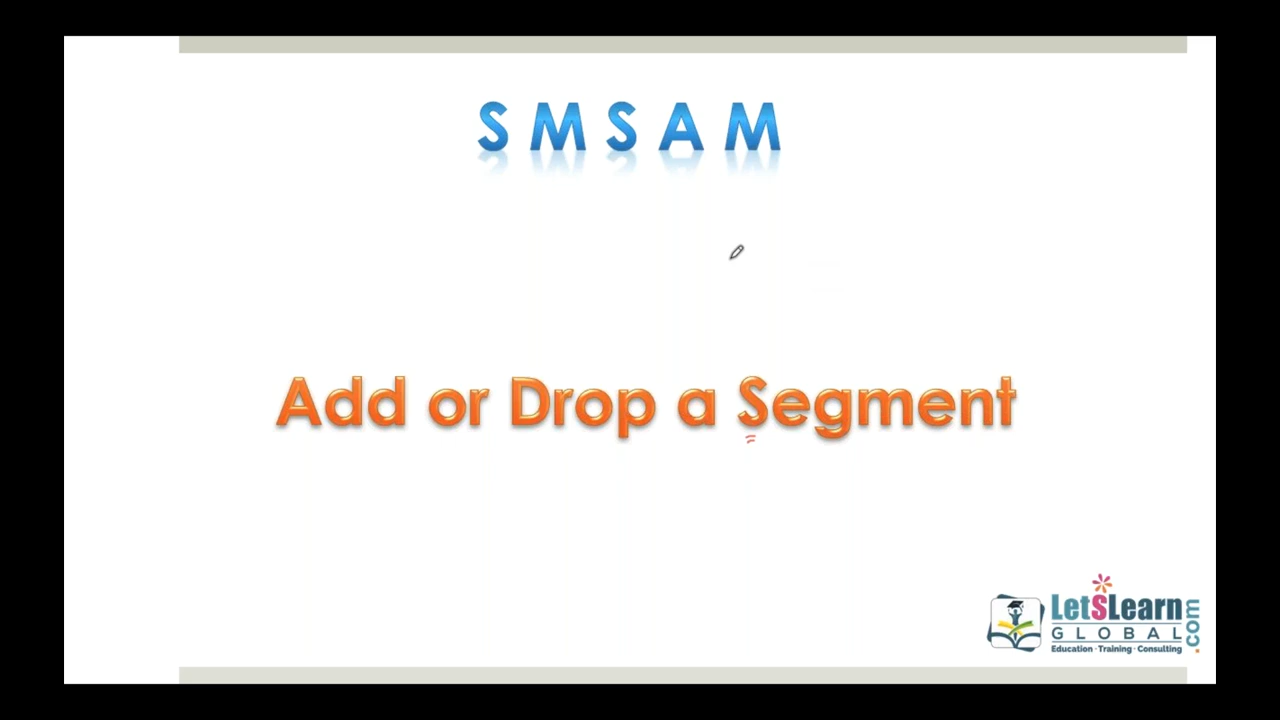 S M S A M
Add or Drop a Segment
LetSLearn
GLOBAL
.com
Education · Training · Consulting